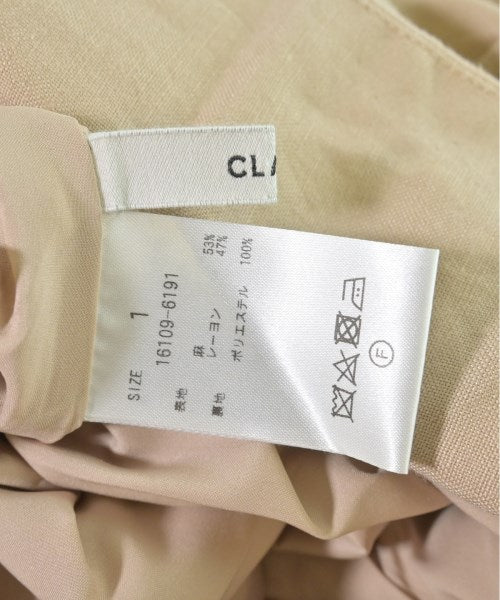 CLA
SIZE 1
16109-6191
表地 麻 53%
レーヨン 47%
裏地 ポリエステル 100%
F